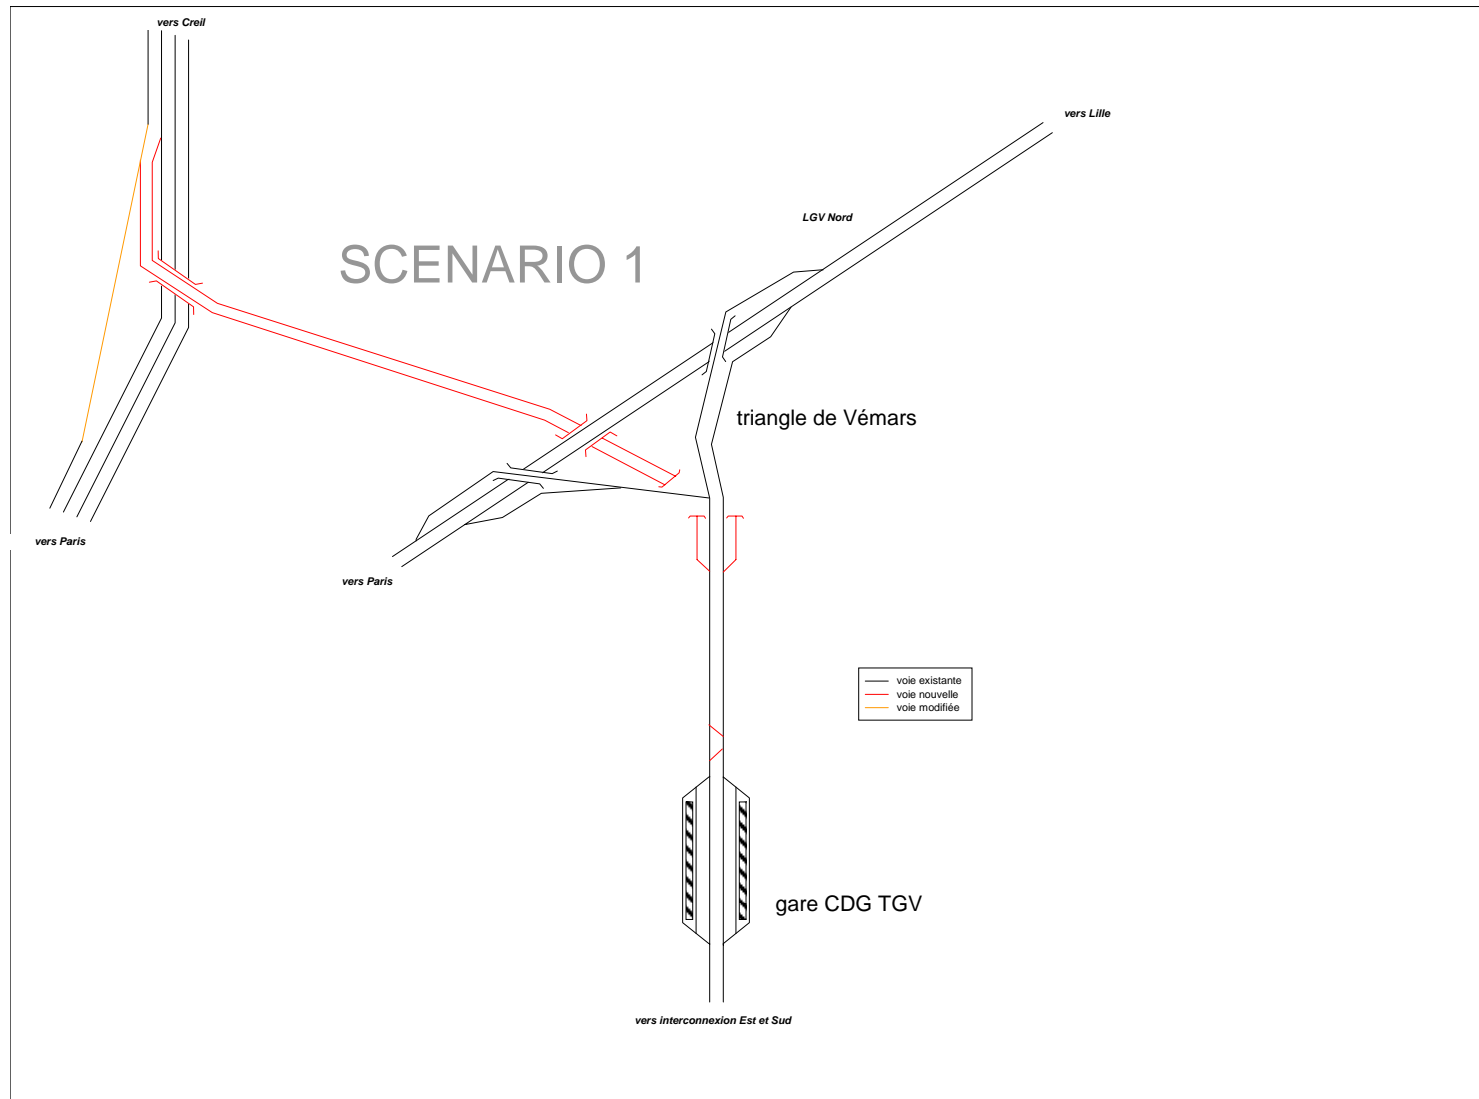 vers Creil
vers Lille
LGV Nord
SCENARIO 1
triangle de Vémars
vers Paris
vers Paris
voie existante
voie nouvelle
voie modifiée
gare CDG TGV
vers interconnexion Est et Sud